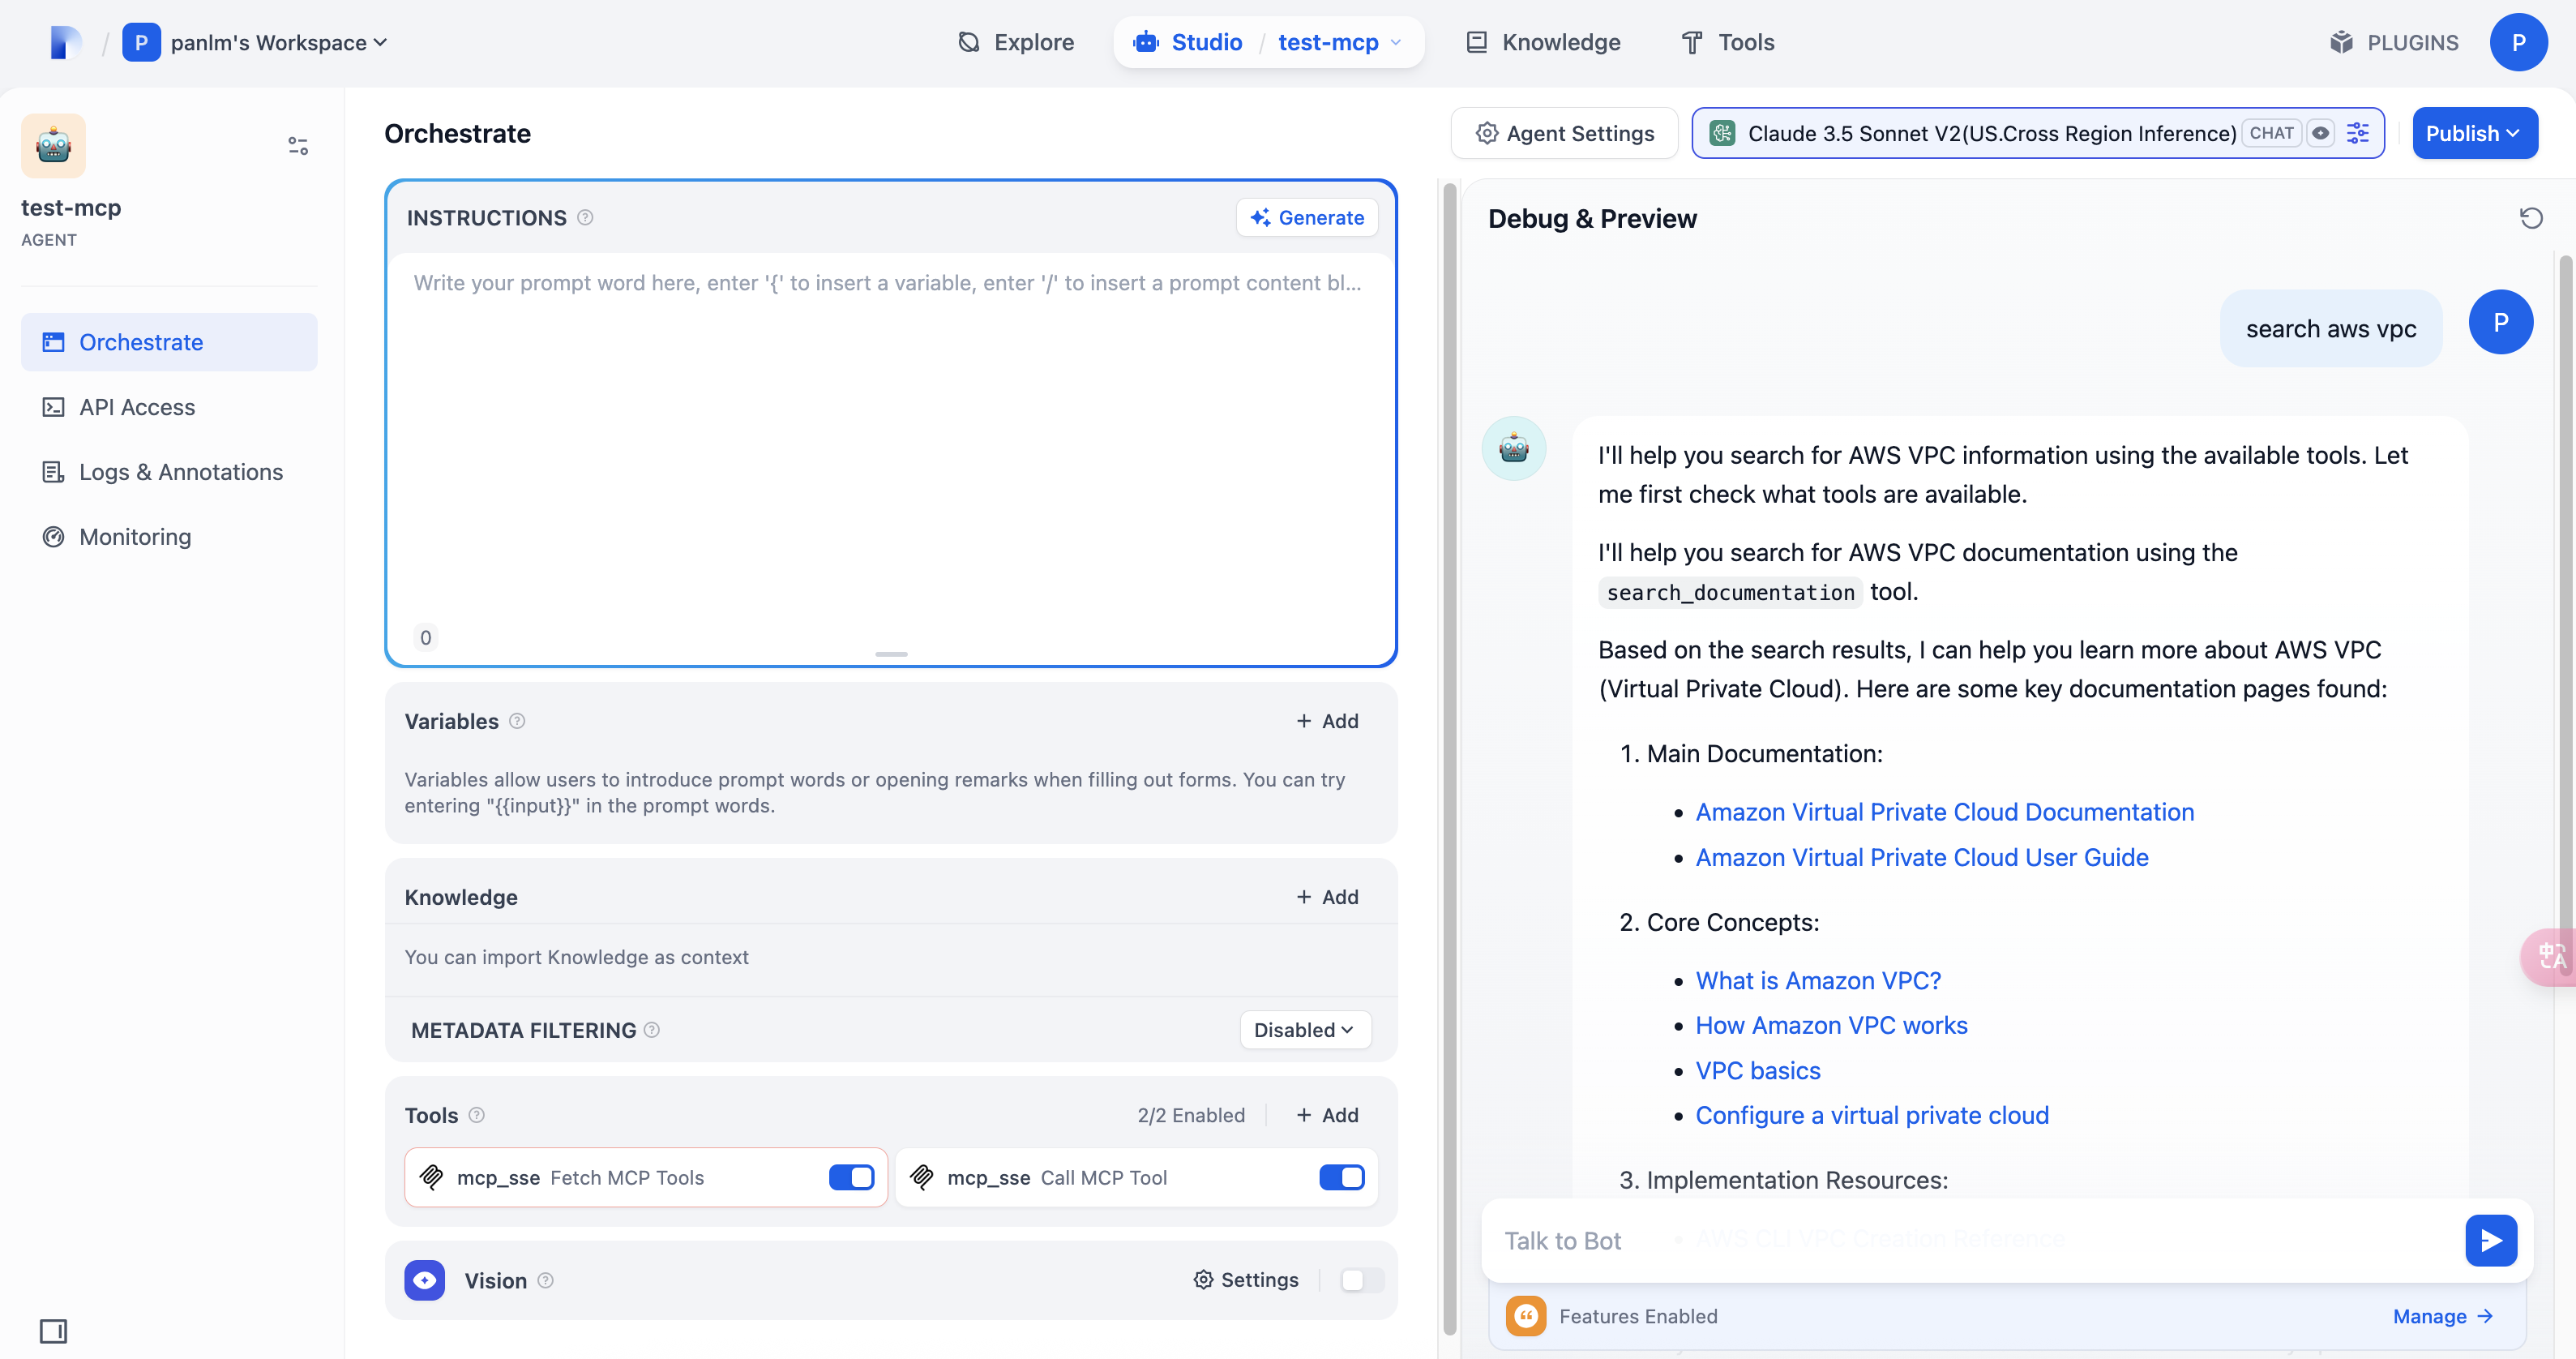 / P panlm's Workspace
Explore
Studio / test-mcp
Knowledge
Tools
PLUGINS
P
test-mcp
AGENT
Orchestrate
API Access
Logs & Annotations
Monitoring
Orchestrate
Agent Settings
Claude 3.5 Sonnet V2(US.Cross Region Inference) CHAT
Publish
INSTRUCTIONS
Generate
Write your prompt word here, enter '{' to insert a variable, enter '/' to insert a prompt content bl...
0
Variables
+ Add
Variables allow users to introduce prompt words or opening remarks when filling out forms. You can try
entering "{{input}}" in the prompt words.
Knowledge
+ Add
You can import Knowledge as context
METADATA FILTERING
Disabled
Tools
2/2 Enabled
+ Add
mcp_sse Fetch MCP Tools
mcp_sse Call MCP Tool
Vision
Settings
Debug & Preview
search aws vpc
P
I'll help you search for AWS VPC information using the available tools. Let
me first check what tools are available.
I'll help you search for AWS VPC documentation using the
search_documentation tool.
Based on the search results, I can help you learn more about AWS VPC
(Virtual Private Cloud). Here are some key documentation pages found:
1. Main Documentation:
• Amazon Virtual Private Cloud Documentation
• Amazon Virtual Private Cloud User Guide
2. Core Concepts:
• What is Amazon VPC?
• How Amazon VPC works
• VPC basics
• Configure a virtual private cloud
3. Implementation Resources:
• AWS CLI VPC Creation Reference
Talk to Bot
Features Enabled
Manage →
中A